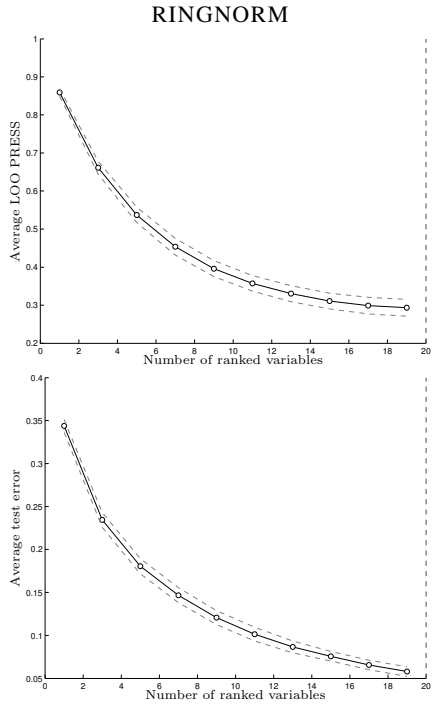 RINGNORM
1
0.9
0.8
0.7
0.6
0.5
0.4
0.3
0.2
Average LOO PRESS
0 2 4 6 8 10 12 14 16 18 20
Number of ranked variables
0.4
0.35
0.3
0.25
0.2
0.15
0.1
0.05
Average test error
0 2 4 6 8 10 12 14 16 18 20
Number of ranked variables